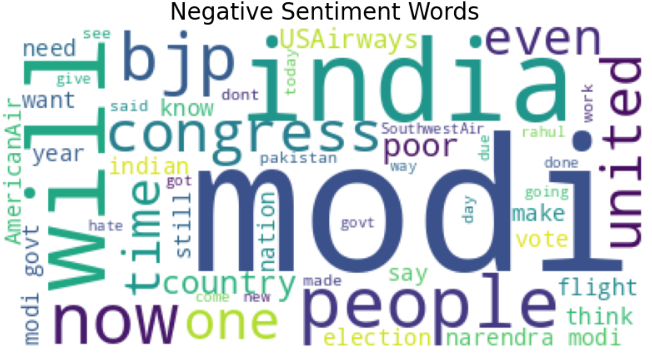 Negative Sentiment Words
need
see
give
want
said
know
bjp
dont
USAirways
today
india
even
work
united
AmericanAir
will
year
congress
indian
got
SouthwestAir
poor
pakistan
way
due
rahul
done
going
modi
govt
hate
time
still
nation
govt
day
make
vote
modi
now
one
country
come
new
made
people
say
flight
think
election
narendra modi